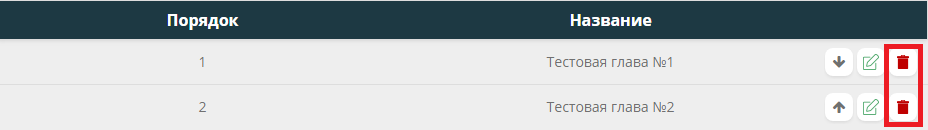 Порядок Название
1 Тестовая глава №1
2 Тестовая глава №2